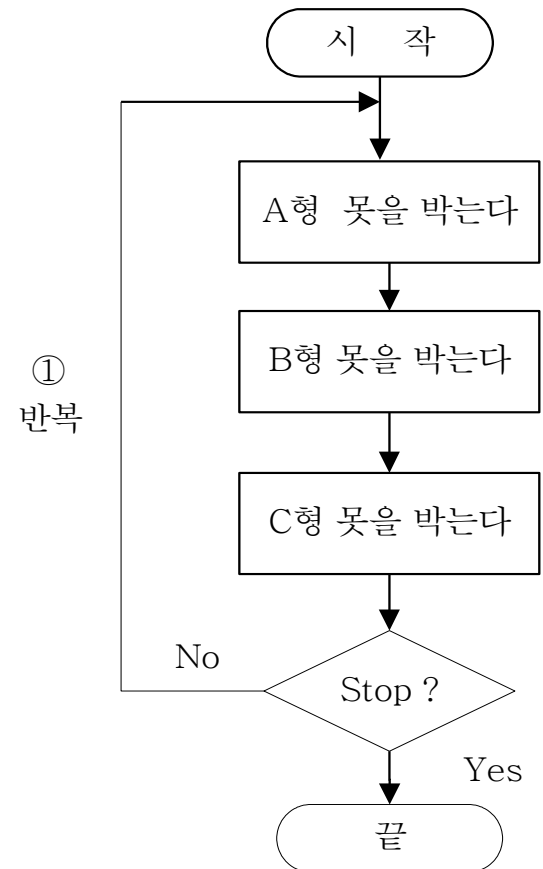 시 작
A형 못을 박는다
B형 못을 박는다
①
반복
C형 못을 박는다
No
Stop ?
Yes
끝